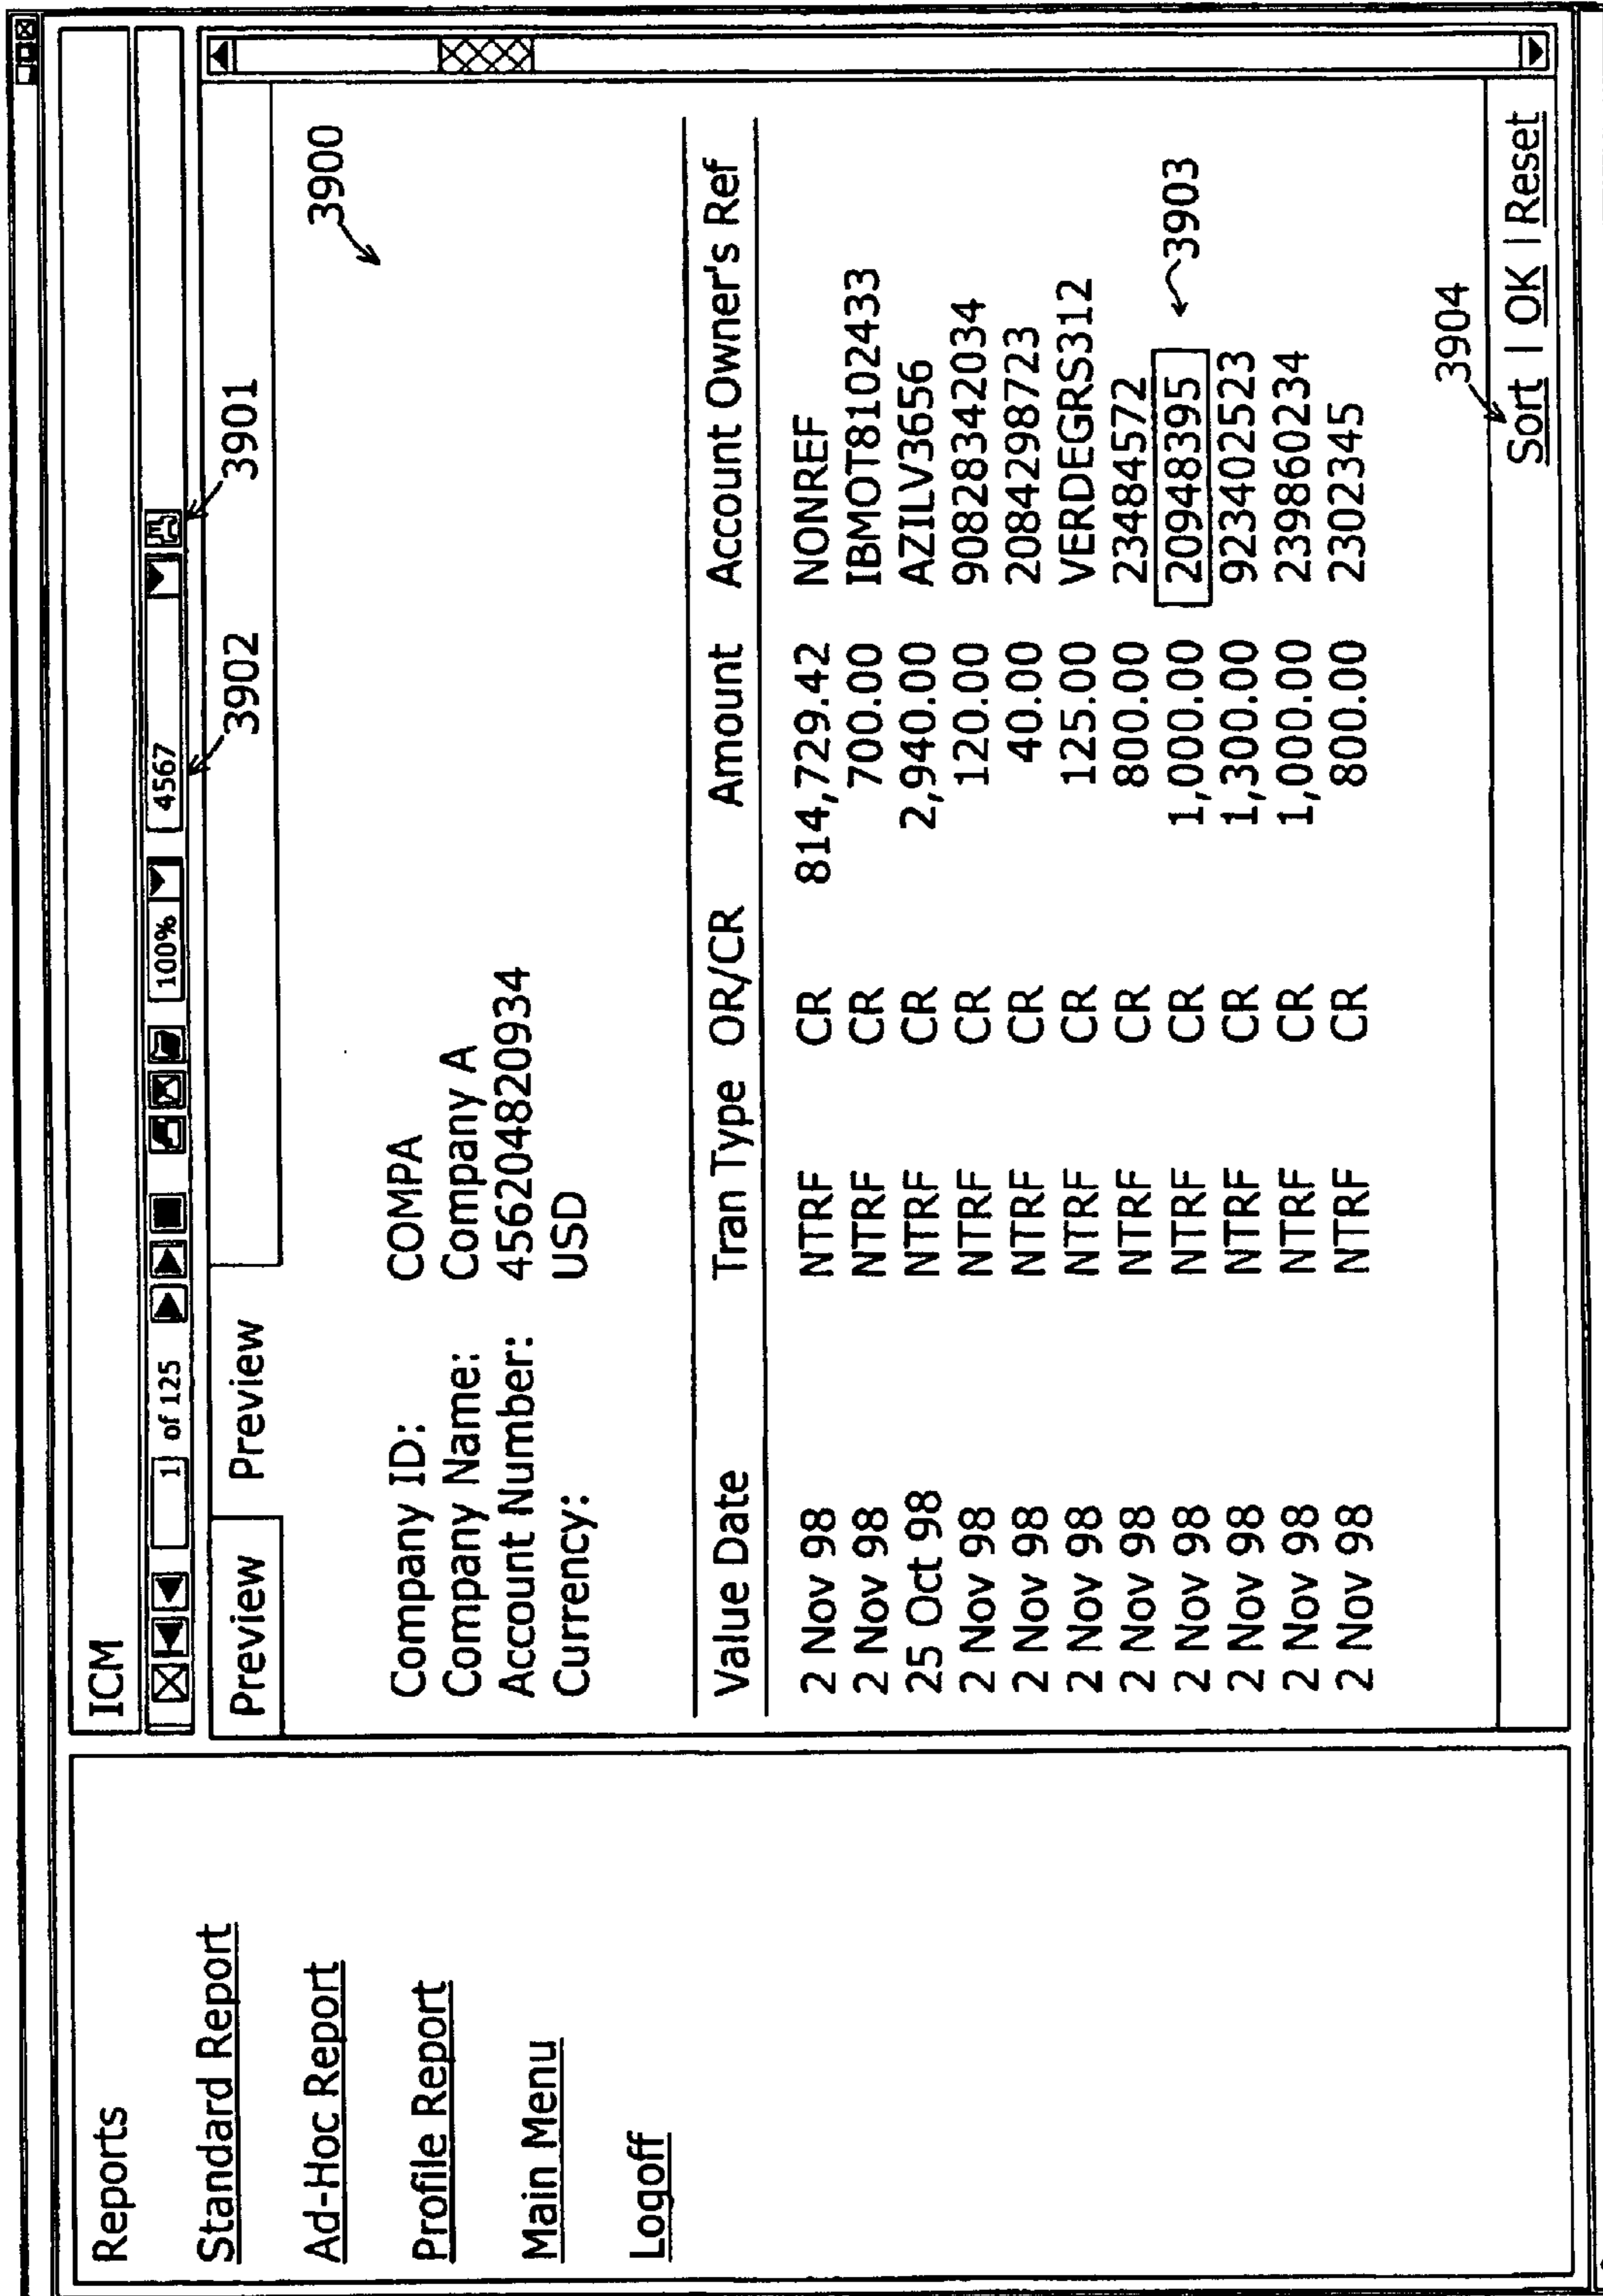 Reports
Standard Report
Ad-Hoc Report
Profile Report
Main Menu
Logoff
ICM
1 of 125 100% 4567
3902 3901
Preview Preview
3900
Company ID: COMPA
Company Name: Company A
Account Number: 45620482​0934
Currency: USD
Value Date Tran Type OR/CR Amount Account Owner's Ref
2 Nov 98 NTRF CR 814,729.42 NONREF
2 Nov 98 NTRF CR 700.00 IBMOT8102433
25 Oct 98 NTRF CR 2,940.00 AZILV3656
2 Nov 98 NTRF CR 120.00 90828342034
2 Nov 98 NTRF CR 40.00 2084298723
2 Nov 98 NTRF CR 125.00 VERDEGRS312
2 Nov 98 NTRF CR 800.00 23484572
2 Nov 98 NTRF CR 1,000.00 20948395 3903
2 Nov 98 NTRF CR 1,300.00 923402523
2 Nov 98 NTRF CR 1,000.00 239860234
2 Nov 98 NTRF CR 800.00 2302345
3904
Sort | OK | Reset